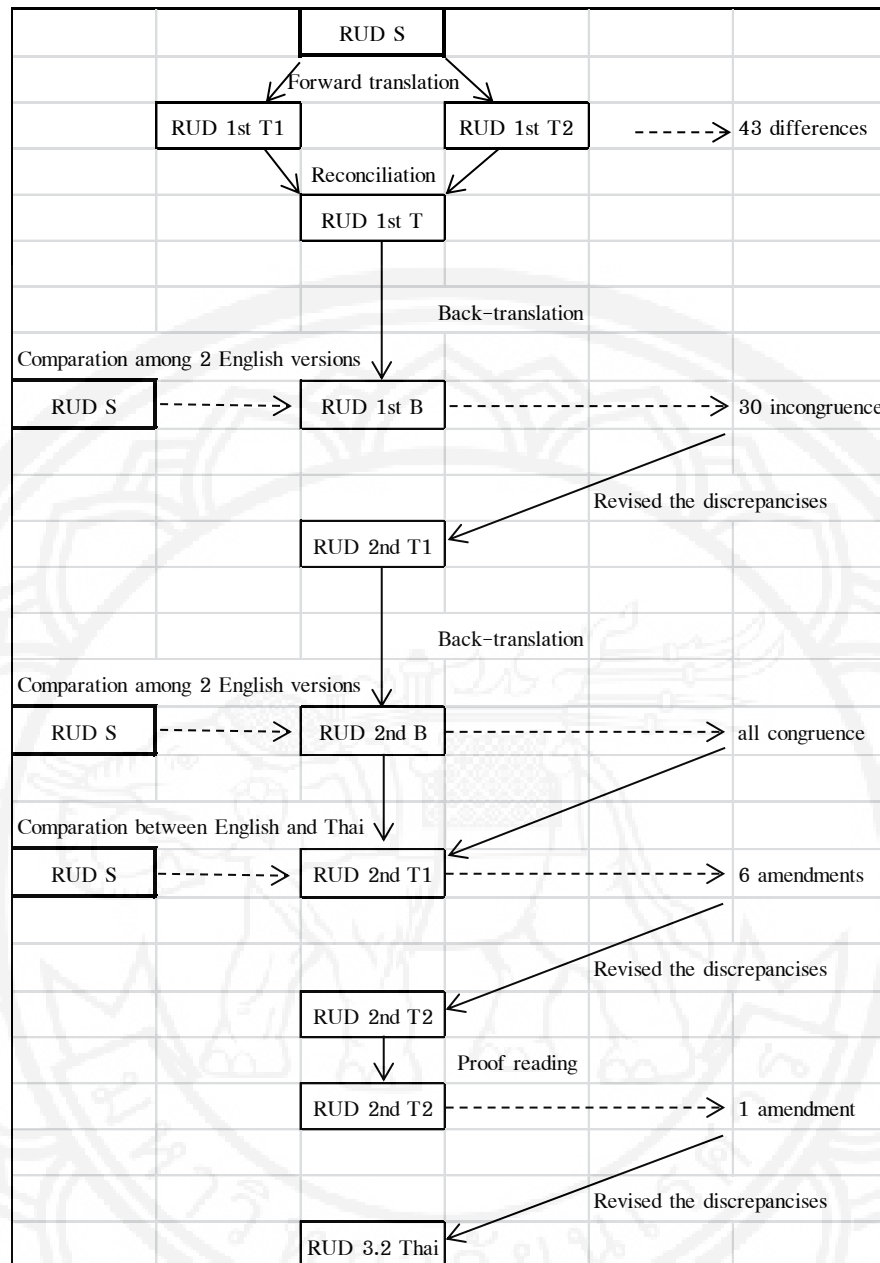 RUD S
Forward translation
RUD 1st T1
RUD 1st T2
43 differences
Reconciliation
RUD 1st T
Back-translation
Comparation among 2 English versions
RUD S
RUD 1st B
30 incongruence
Revised the discrepancises
RUD 2nd T1
Back-translation
Comparation among 2 English versions
RUD S
RUD 2nd B
all congruence
Comparation between English and Thai
RUD S
RUD 2nd T1
6 amendments
Revised the discrepancises
RUD 2nd T2
Proof reading
RUD 2nd T2
1 amendment
Revised the discrepancises
RUD 3.2 Thai